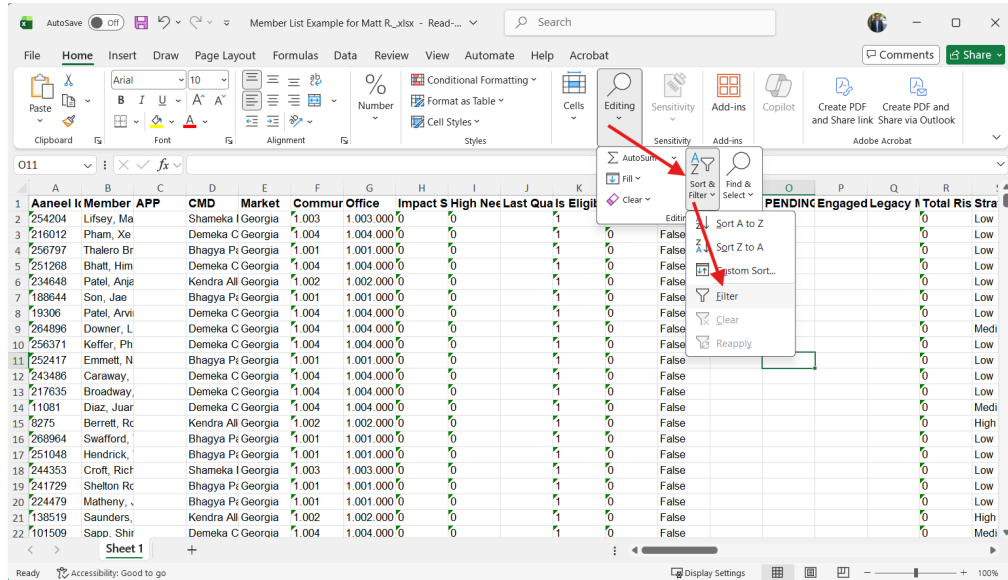 AutoSave Off Member List Example for Matt R._.xlsx - Read-... Search
File Home Insert Draw Page Layout Formulas Data Review View Automate Help Acrobat Comments Share
Paste Arial 10 B I U A A Number Conditional Formatting Format as Table Cell Styles Cells Editing Sensitivity Add-ins Copilot Create PDF and Share link Create PDF and Share via Outlook
Clipboard Font Alignment Styles Sensitivity Add-ins Adobe Acrobat
O11 fx
AutoSum
Fill
Clear
Sort & Filter
Find & Select
Sort A to Z
Sort Z to A
Custom Sort...
Filter
Clear
Reapply
A B C D E F G H I J K O P Q R
1 Aaneel Member APP CMD Market Commur Office Impact S High Nee Last Qua Is Eligib PENDING Engaged Legacy Total Ris Stra
2 254204 Lifsey, Ma Shameka Georgia 1.003 1.003.000 0 0 1 0 False 0 Low
3 216012 Pham, Xe Demeka C Georgia 1.004 1.004.000 0 0 1 0 False 0 Low
4 256797 Thalero Br Bhagya Pa Georgia 1.001 1.001.000 0 0 1 0 False 0 Low
5 251268 Bhatt, Him Demeka C Georgia 1.004 1.004.000 0 0 1 0 False 0 Low
6 234648 Patel, Anja Kendra All Georgia 1.002 1.002.000 0 0 1 0 False 0 Low
7 188644 Son, Jae Bhagya Pa Georgia 1.001 1.001.000 0 0 1 0 False 0 Low
8 19306 Patel, Arvi Demeka C Georgia 1.004 1.004.000 0 0 1 0 False 0 Low
9 264896 Downer, L Demeka C Georgia 1.004 1.004.000 0 0 1 0 False 0 Medi
10 256371 Keffer, Ph Demeka C Georgia 1.004 1.004.000 0 0 1 0 False 0 Low
11 252417 Emmett, N Bhagya Pa Georgia 1.001 1.001.000 0 0 1 0 False 0 Low
12 243486 Caraway, Demeka C Georgia 1.004 1.004.000 0 0 1 0 False 0 Low
13 217635 Broadway, Demeka C Georgia 1.004 1.004.000 0 0 1 0 False 0 Low
14 11081 Diaz, Juar Demeka C Georgia 1.004 1.004.000 0 0 1 0 False 0 Medi
15 8275 Berrett, Ro Kendra All Georgia 1.002 1.002.000 0 0 1 0 False 0 High
16 268964 Swafford, Bhagya Pa Georgia 1.001 1.001.000 0 0 1 0 False 0 Low
17 251048 Hendrick, Bhagya Pa Georgia 1.001 1.001.000 0 0 1 0 False 0 Low
18 244353 Croft, Rich Shameka Georgia 1.003 1.003.000 0 0 1 0 False 0 Low
19 241729 Shelton Ro Bhagya Pa Georgia 1.001 1.001.000 0 0 1 0 False 0 Low
20 224479 Matheny, Bhagya Pa Georgia 1.001 1.001.000 0 0 1 0 False 0 Low
21 138519 Saunders, Kendra All Georgia 1.002 1.002.000 0 0 1 0 False 0 High
22 101509 Sapp, Shir Demeka C Georgia 1.004 1.004.000 0 0 1 0 False 0 Medi
Sheet 1
Ready Accessibility: Good to go Display Settings 100%